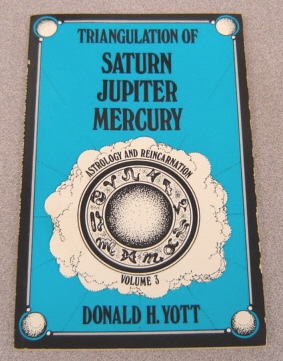 TRIANGULATION OF
SATURN
JUPITER
MERCURY
ASTROLOGY AND REINCARNATION
VOLUME 3
DONALD H. YOTT